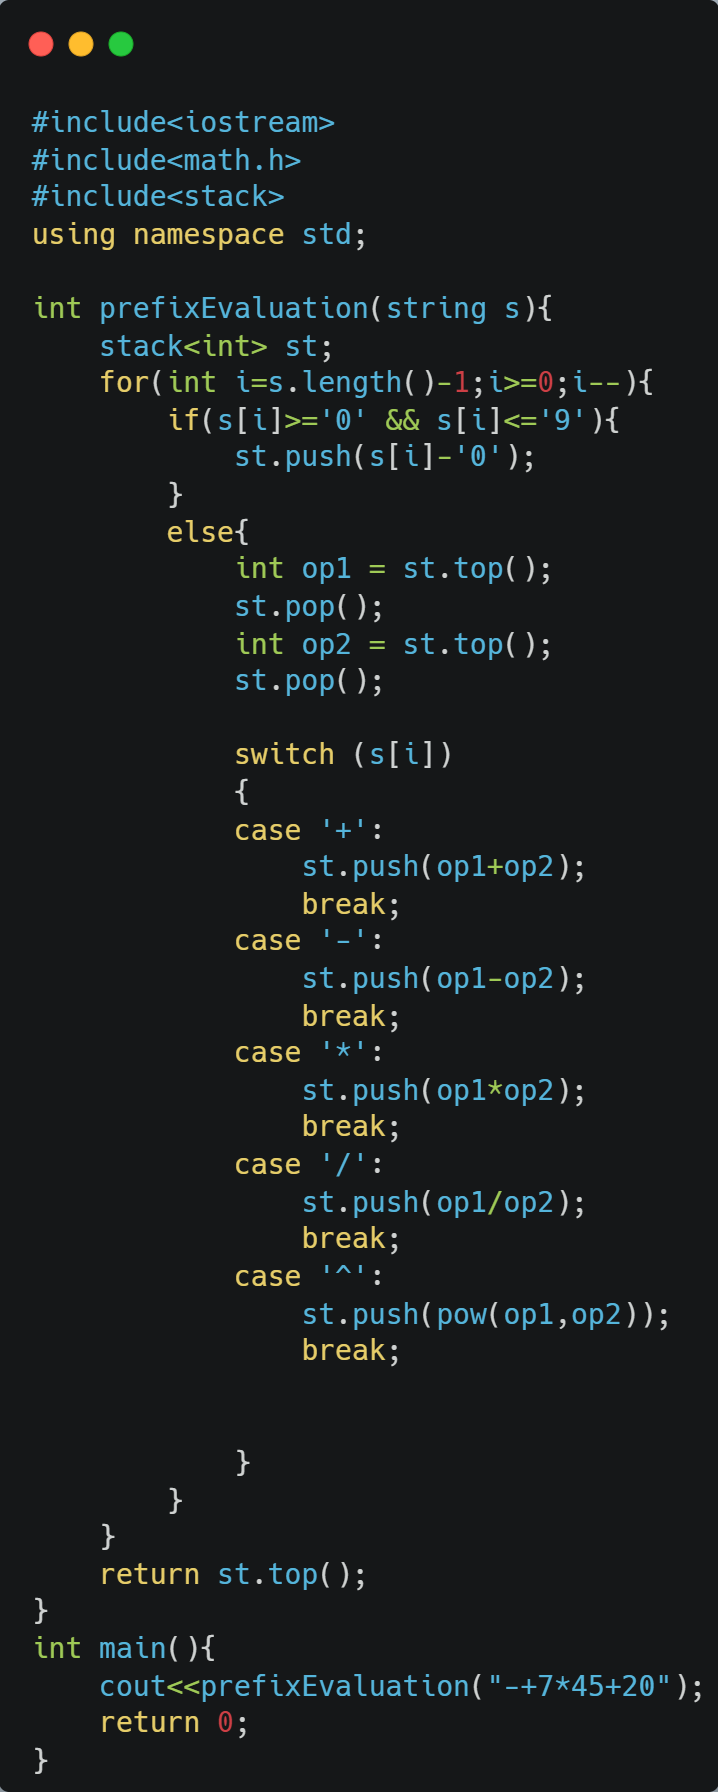 #include<iostream>
#include<math.h>
#include<stack>
using namespace std;

int prefixEvaluation(string s){
    stack<int> st;
    for(int i=s.length()-1;i>=0;i--){
        if(s[i]>='0' && s[i]<='9'){
            st.push(s[i]-'0');
        }
        else{
            int op1 = st.top();
            st.pop();
            int op2 = st.top();
            st.pop();

            switch (s[i])
            {
            case '+':
                st.push(op1+op2);
                break;
            case '-':
                st.push(op1-op2);
                break;
            case '*':
                st.push(op1*op2);
                break;
            case '/':
                st.push(op1/op2);
                break;
            case '^':
                st.push(pow(op1,op2));
                break;


            }
        }
    }
    return st.top();
}
int main(){
    cout<<prefixEvaluation("-+7*45+20");
    return 0;
}